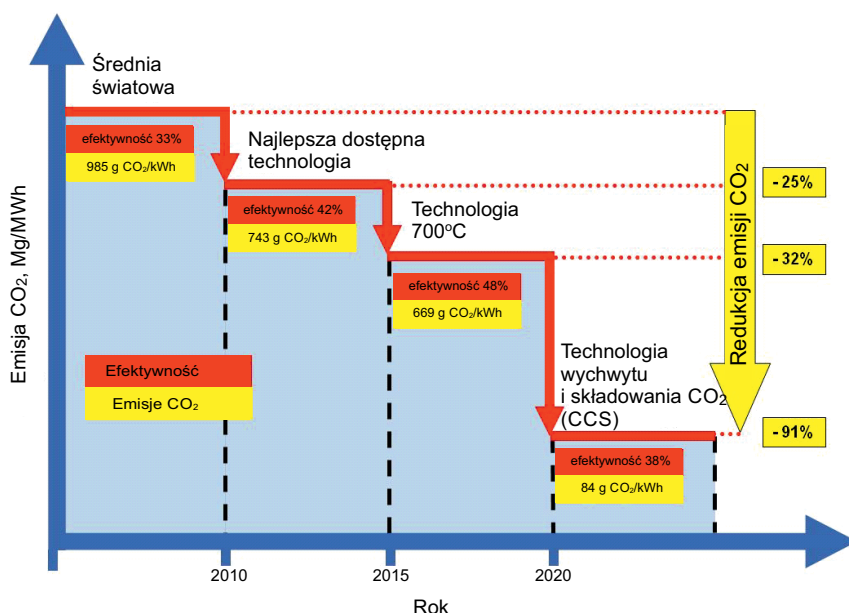 Emisja CO₂, Mg/MWh
Średnia
światowa
efektywność 33%
985 g CO₂/kWh
Najlepsza dostępna
technologia
efektywność 42%
743 g CO₂/kWh
Technologia
700°C
efektywność 48%
669 g CO₂/kWh
Technologia
wychwytu
i składowania CO₂
(CCS)
efektywność 38%
84 g CO₂/kWh
Efektywność
Emisje CO₂
Redukcja emisji CO₂
- 25%
- 32%
- 91%
2010
2015
2020
Rok